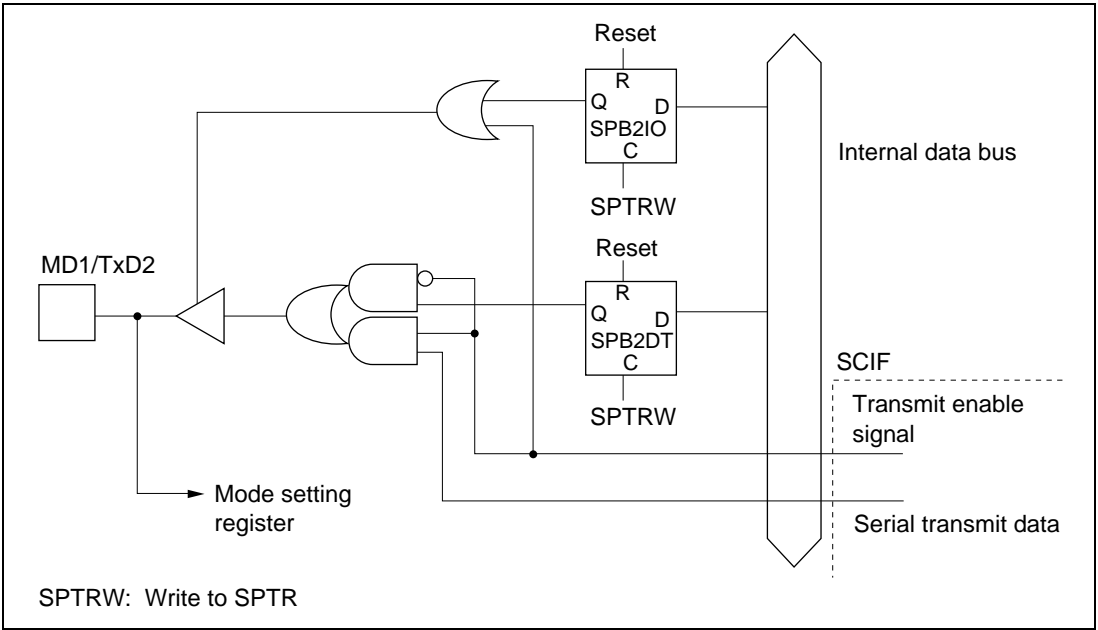 Reset
R
Q
D
SPB2IO
C
SPTRW
Internal data bus
Reset
MD1/TxD2
R
Q
D
SPB2DT
C
SPTRW
SCIF
Transmit enable
signal
Mode setting
register
Serial transmit data
SPTRW: Write to SPTR